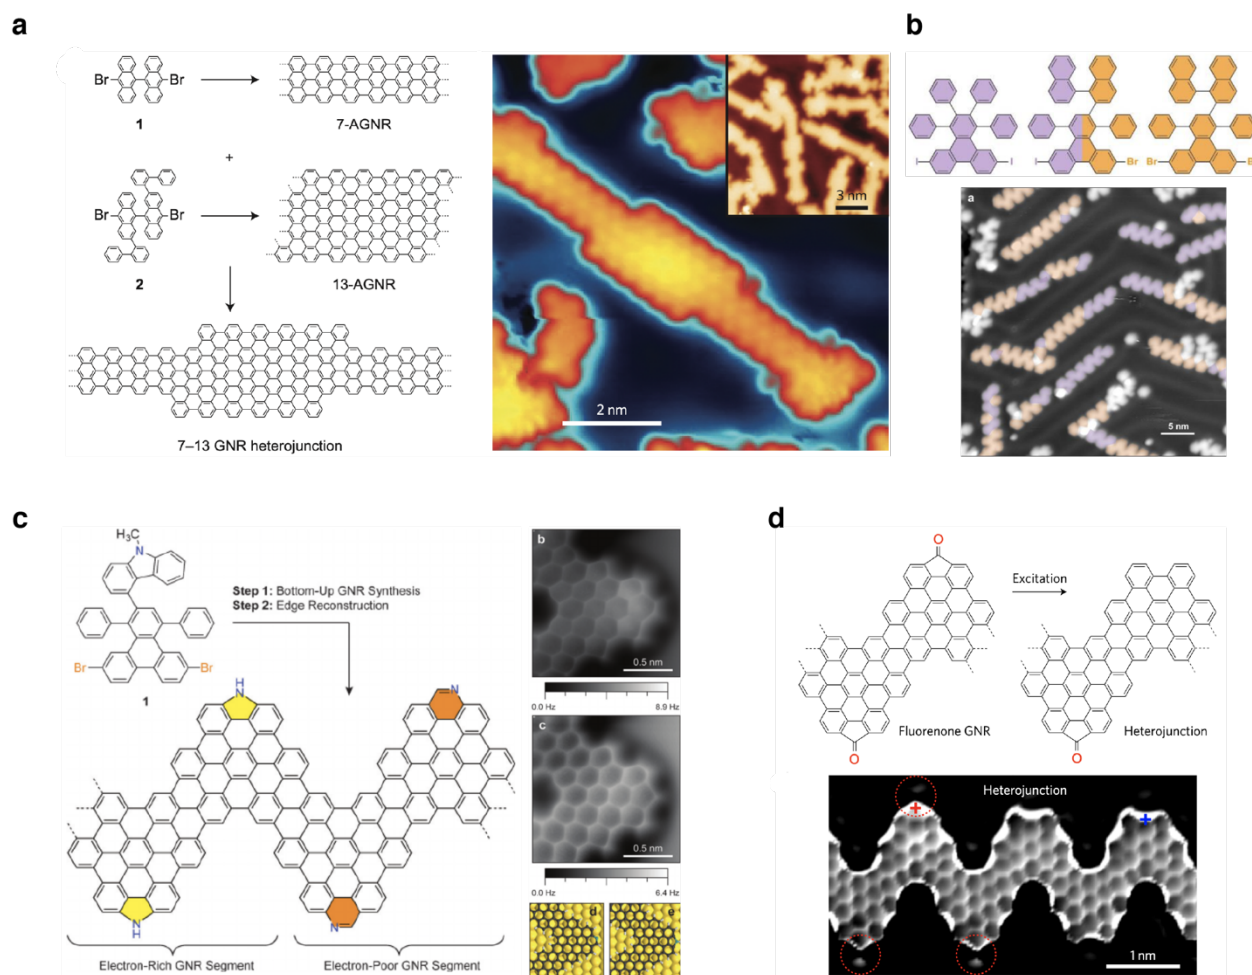 a
Br Br
1
7-AGNR
+
Br Br
2
13-AGNR
7–13 GNR heterojunction
3 nm
2 nm
b
I I I Br Br
a
5 nm
c
H₃C
N
Step 1: Bottom-Up GNR Synthesis
Step 2: Edge Reconstruction
Br Br
1
H
N
N
N
H
N
Electron-Rich GNR Segment
Electron-Poor GNR Segment
b
0.5 nm
0.0 Hz 8.9 Hz
c
0.5 nm
0.0 Hz 6.4 Hz
d e
d
O
Excitation
Fluorenone GNR
Heterojunction
O O
Heterojunction
1 nm